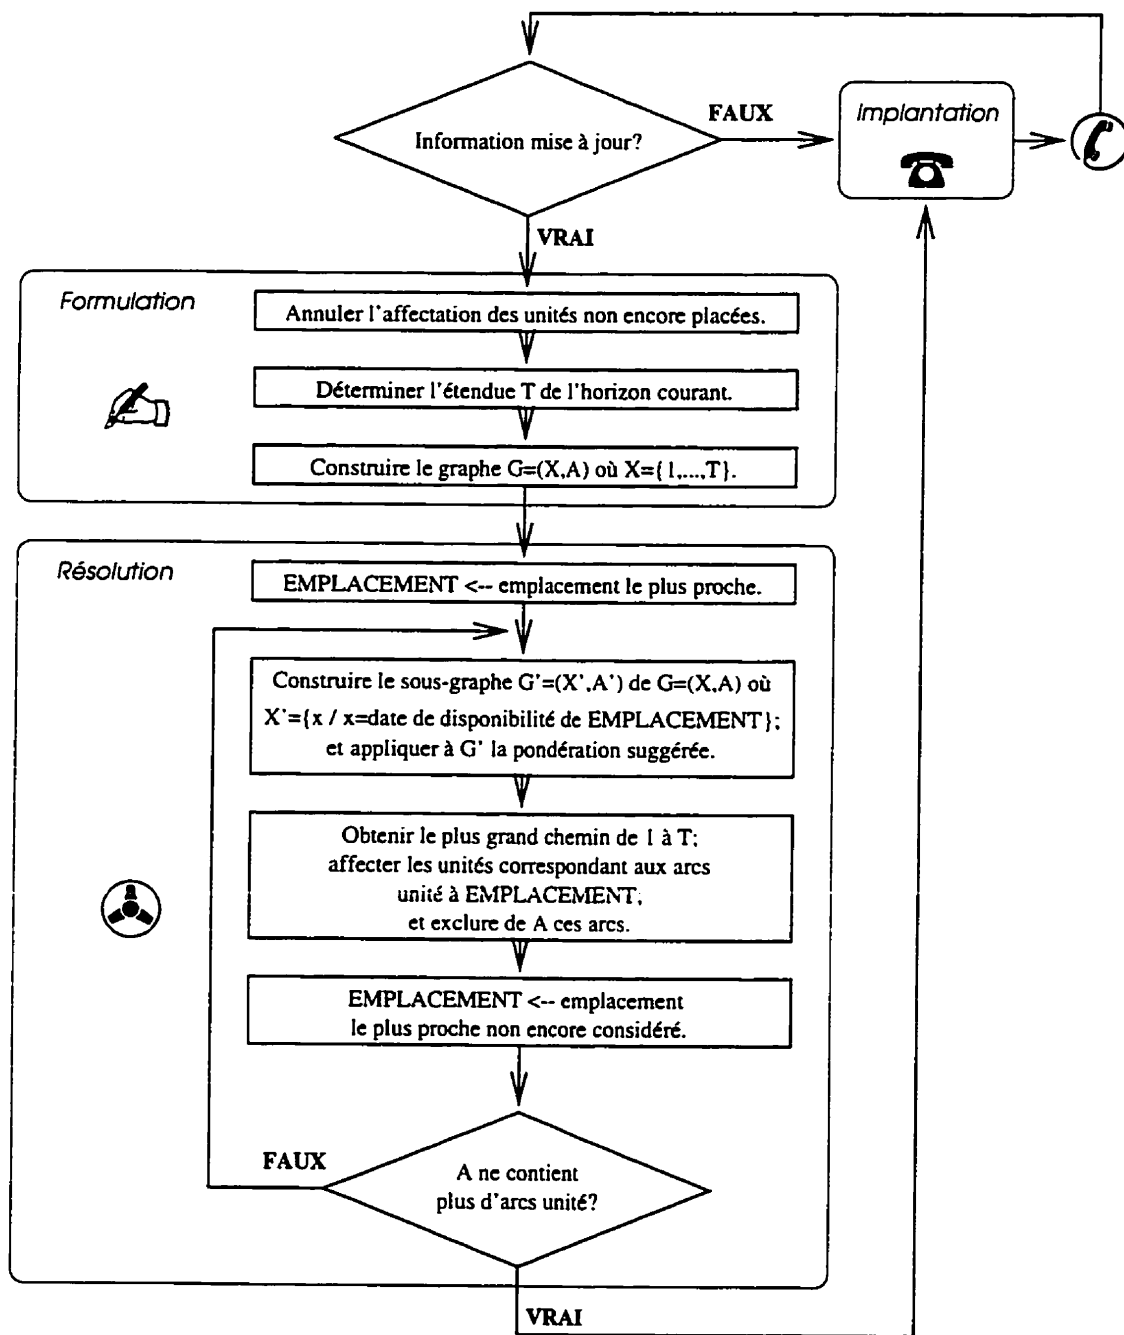 Information mise à jour?
FAUX
Implantation
VRAI
Formulation
Annuler l'affectation des unités non encore placées.
Déterminer l'étendue T de l'horizon courant.
Construire le graphe G=(X,A) où X={1,...,T}.
Résolution
EMPLACEMENT <-- emplacement le plus proche.
Construire le sous-graphe G'=(X',A') de G=(X,A) où
X'={x / x=date de disponibilité de EMPLACEMENT};
et appliquer à G' la pondération suggérée.
Obtenir le plus grand chemin de 1 à T;
affecter les unités correspondant aux arcs
unité à EMPLACEMENT;
et exclure de A ces arcs.
EMPLACEMENT <-- emplacement
le plus proche non encore considéré.
FAUX
A ne contient
plus d'arcs unité?
VRAI